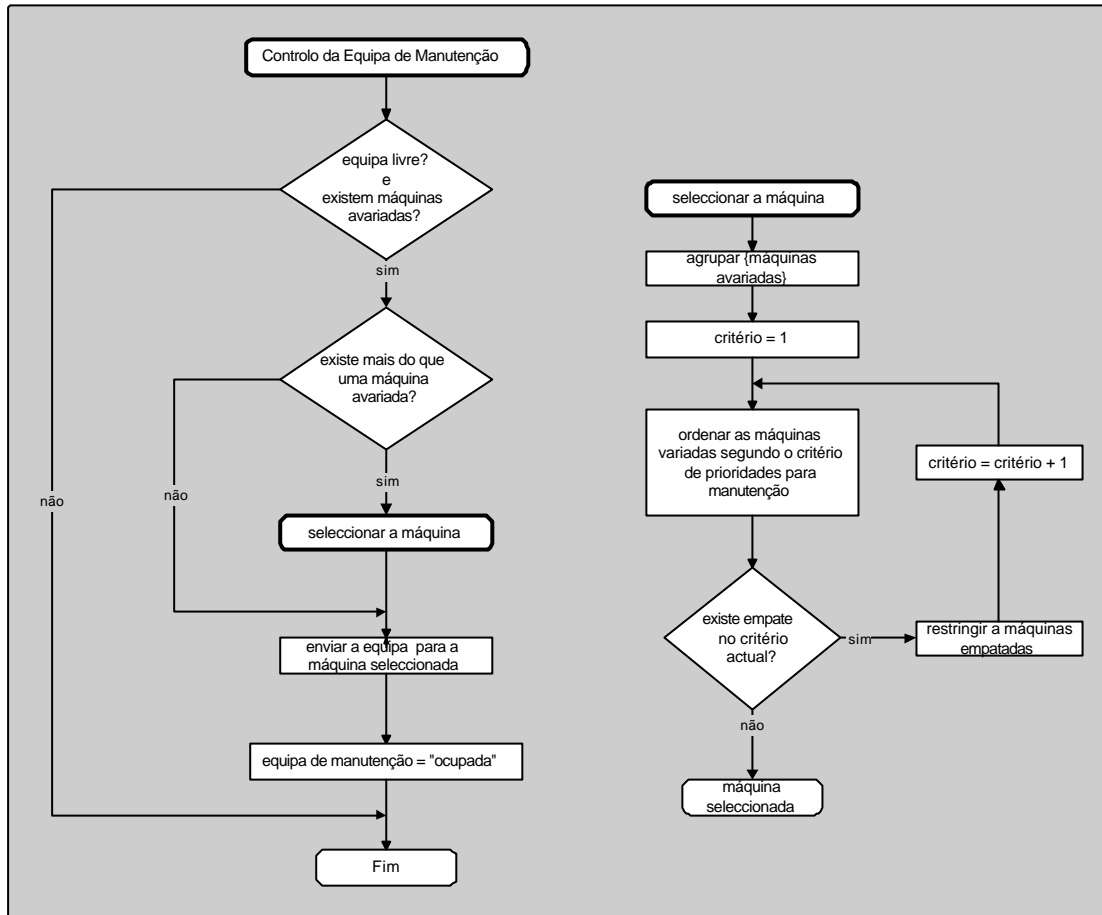 Controlo da Equipa de Manutenção
equipa livre?
e
existem máquinas
avariadas?
sim
existe mais do que
uma máquina
avariada?
sim
não
não
seleccionar a máquina
enviar a equipa para a
máquina seleccionada
equipa de manutenção = "ocupada"
Fim
seleccionar a máquina
agrupar {máquinas
avariadas}
critério = 1
ordenar as máquinas
variadas segundo o critério
de prioridades para
manutenção
critério = critério + 1
existe empate
no critério
actual?
sim
restringir a máquinas
empatadas
não
máquina
seleccionada